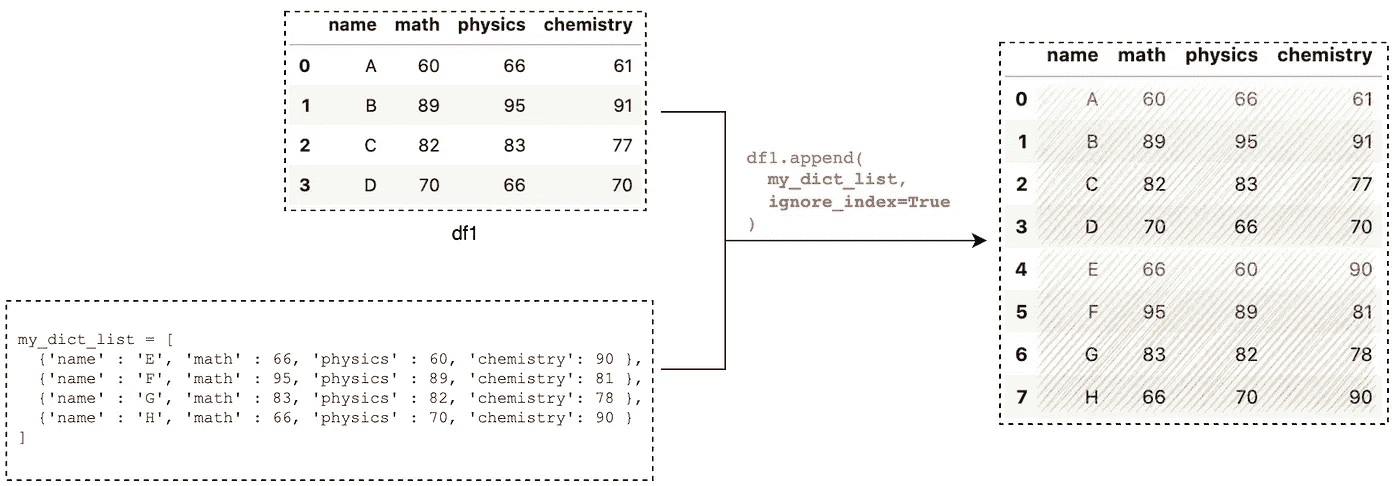 name math physics chemistry
0 A 60 66 61
1 B 89 95 91
2 C 82 83 77
3 D 70 66 70
df1
my_dict_list = [
{'name' : 'E', 'math' : 66, 'physics' : 60, 'chemistry': 90 },
{'name' : 'F', 'math' : 95, 'physics' : 89, 'chemistry': 81 },
{'name' : 'G', 'math' : 83, 'physics' : 82, 'chemistry': 78 },
{'name' : 'H', 'math' : 66, 'physics' : 70, 'chemistry': 90 }
]
df1.append(
my_dict_list,
ignore_index=True
)
name math physics chemistry
0 A 60 66 61
1 B 89 95 91
2 C 82 83 77
3 D 70 66 70
4 E 66 60 90
5 F 95 89 81
6 G 83 82 78
7 H 66 70 90